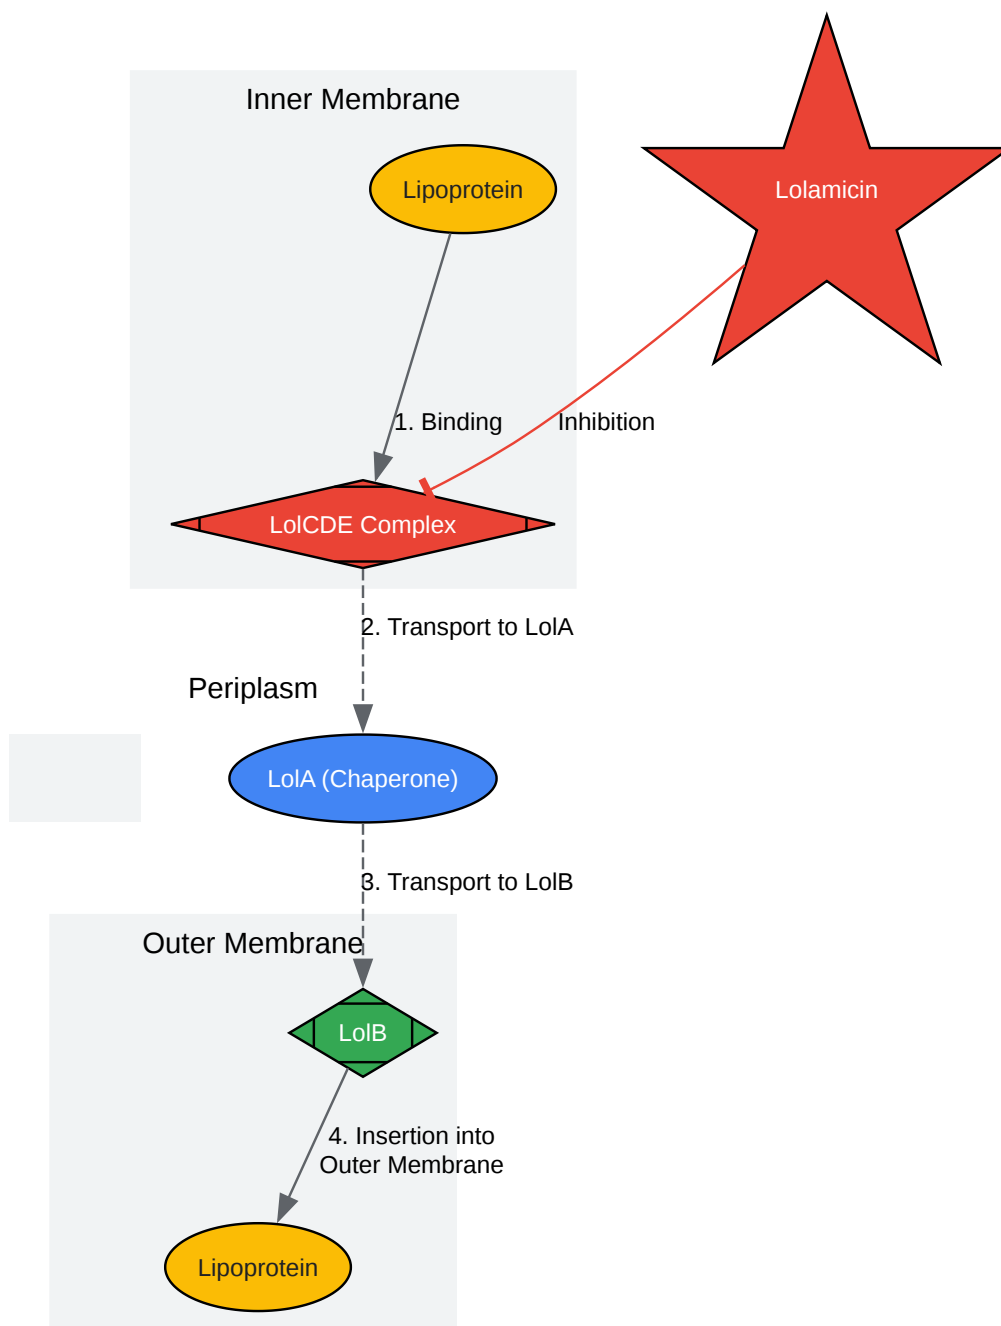 Inner Membrane
Lipoprotein
Lolamicin
1. Binding
Inhibition
LolCDE Complex
2. Transport to LolA
Periplasm
LolA (Chaperone)
3. Transport to LolB
Outer Membrane
LolB
4. Insertion into
Outer Membrane
Lipoprotein